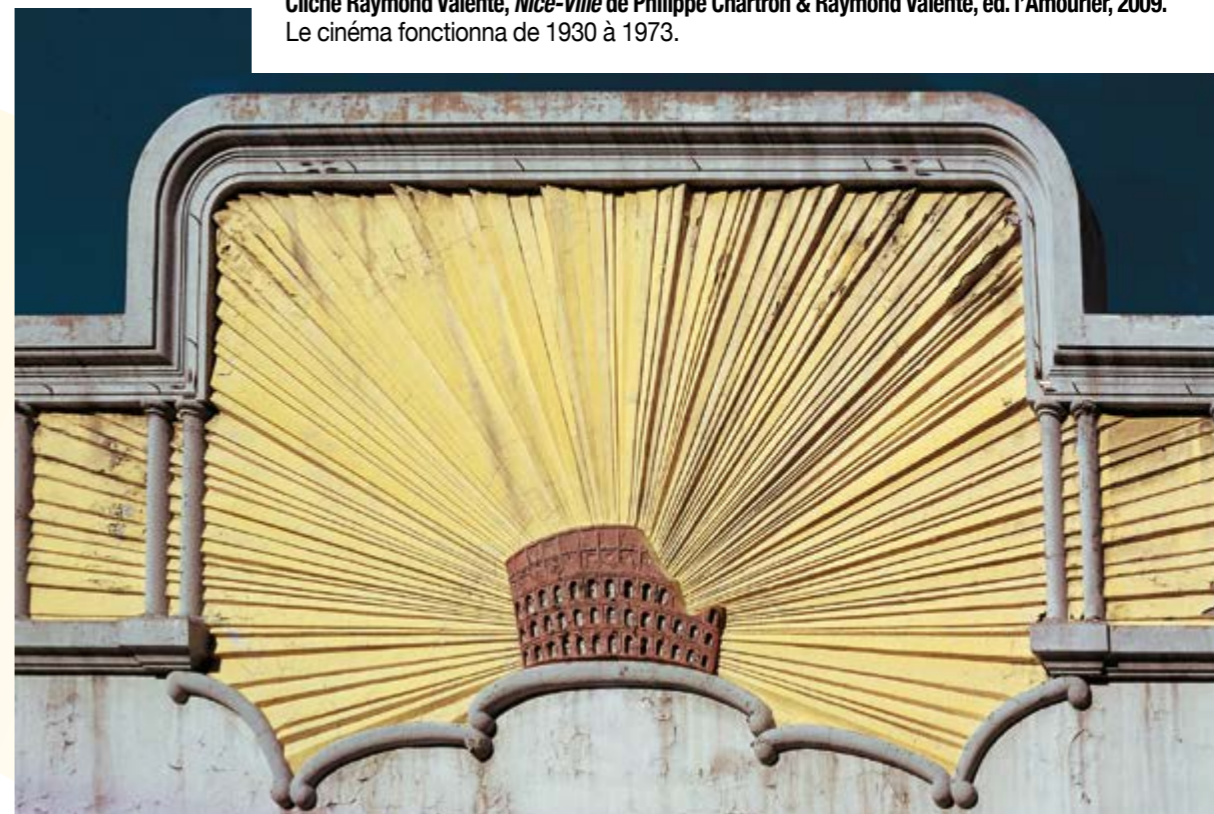 Cliché Raymond Valente, Nice-Ville de Philippe Chartron & Raymond Valente, éd. l'Amourier, 2009.
Le cinéma fonctionna de 1930 à 1973.